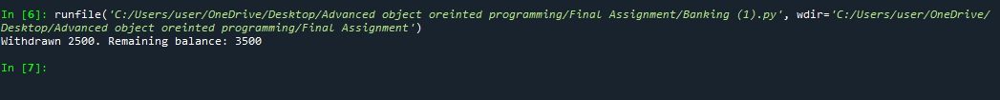 In [6]: runfile('C:/Users/user/OneDrive/Desktop/Advanced object oreinted programming/Final Assignment/Banking (1).py', wdir='C:/Users/user/OneDrive/
Desktop/Advanced object oreinted programming/Final Assignment')
Withdrawn 2500. Remaining balance: 3500
In [7]: